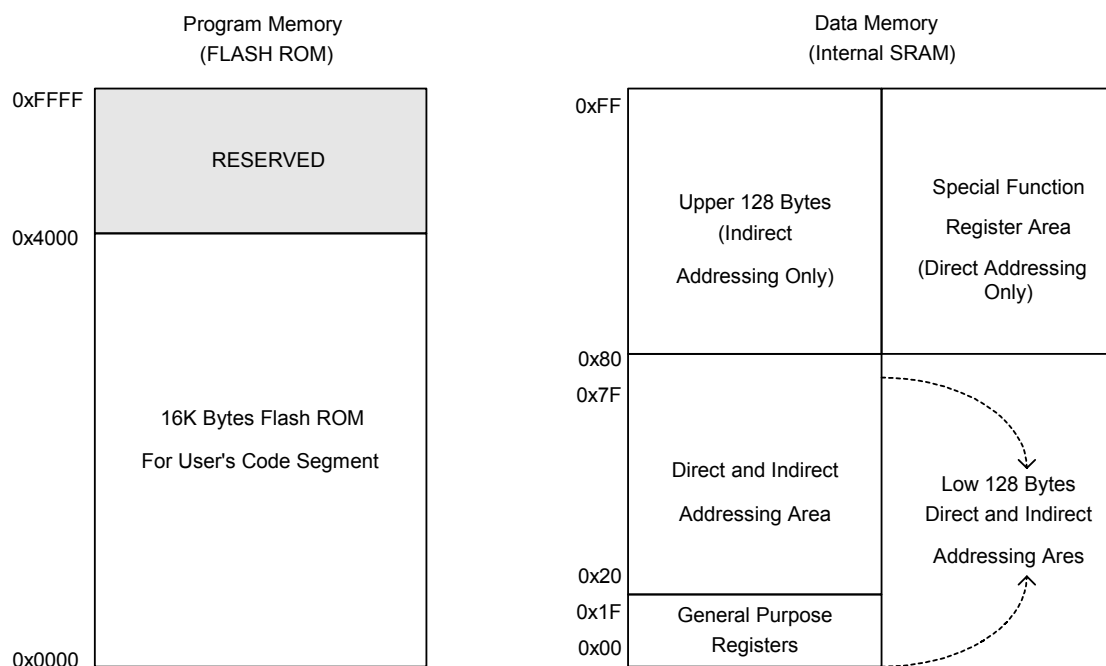 Program Memory
(FLASH ROM)
0xFFFF
RESERVED
0x4000
16K Bytes Flash ROM
For User's Code Segment
0x0000
Data Memory
(Internal SRAM)
0xFF
Upper 128 Bytes
(Indirect
Addressing Only)
Special Function
Register Area
(Direct Addressing
Only)
0x80
0x7F
Direct and Indirect
Addressing Area
Low 128 Bytes
Direct and Indirect
Addressing Ares
0x20
0x1F
General Purpose
Registers
0x00